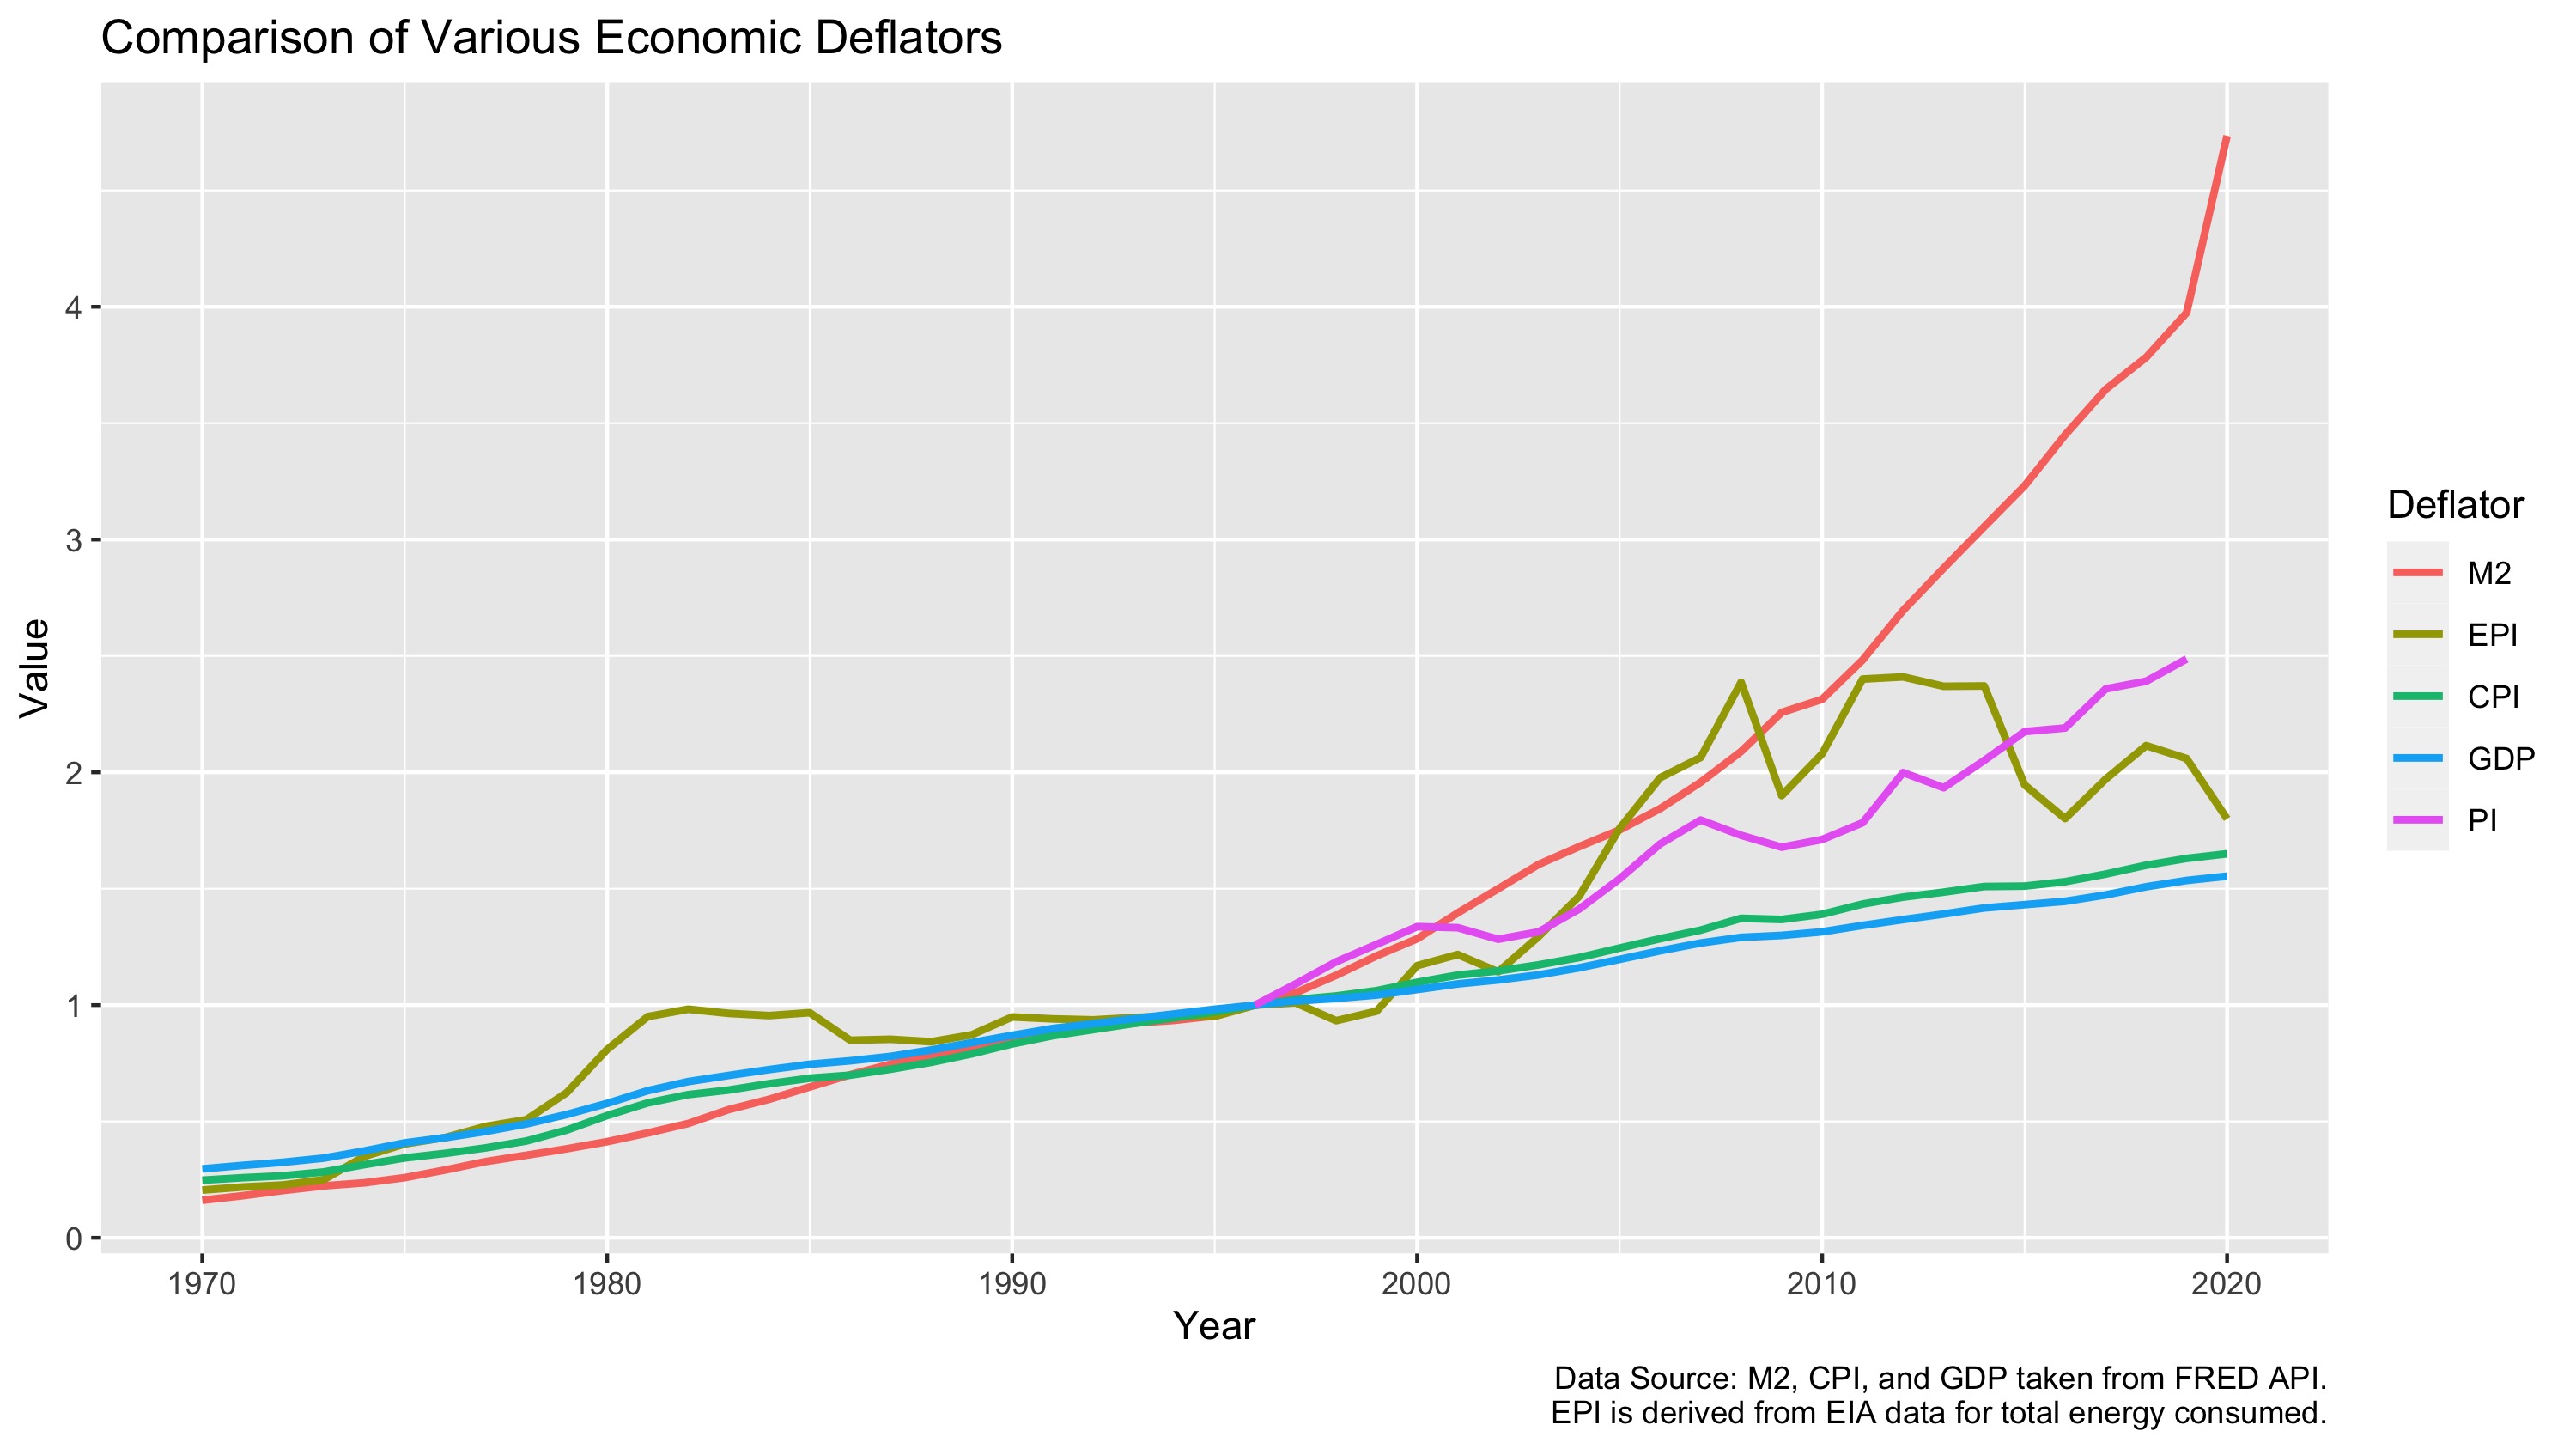 Comparison of Various Economic Deflators
Value
4
3
2
1
0
1970 1980 1990 2000 2010 2020
Year
Deflator
M2
EPI
CPI
GDP
PI
Data Source: M2, CPI, and GDP taken from FRED API.
EPI is derived from EIA data for total energy consumed.